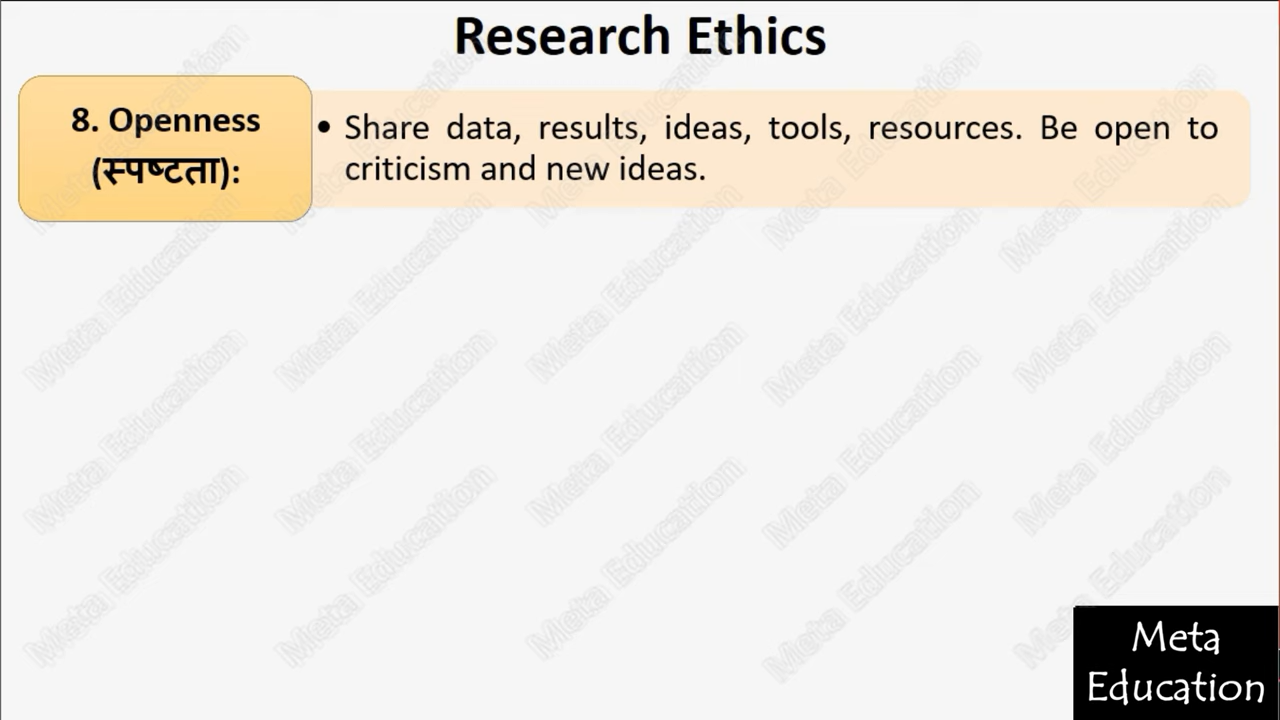 Research Ethics
8. Openness
(स्पष्टता):
• Share data, results, ideas, tools, resources. Be open to
criticism and new ideas.
Meta
Education